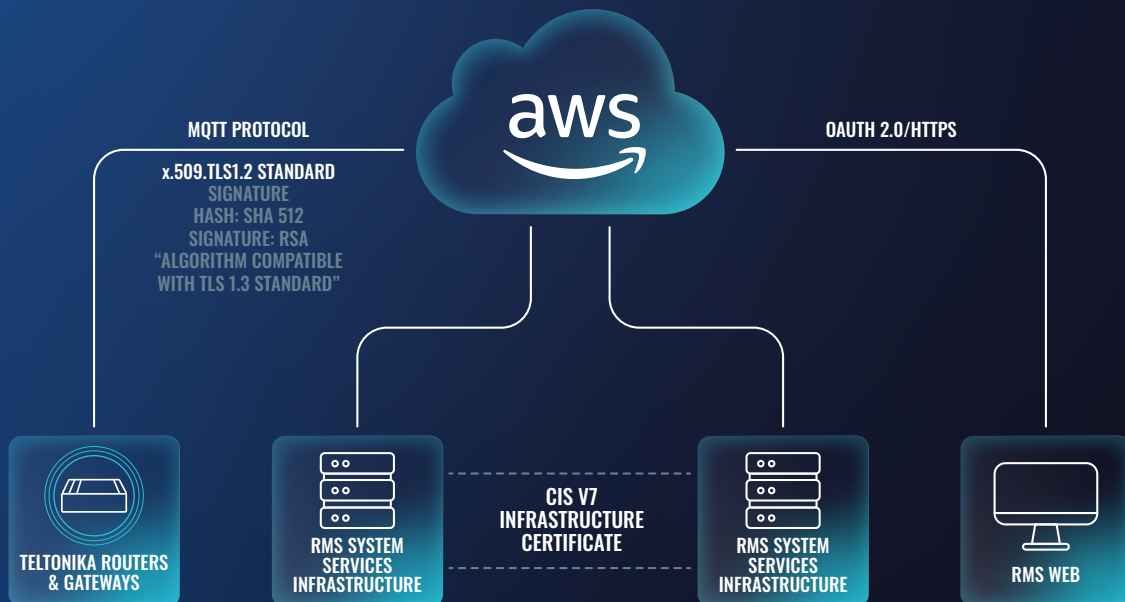 aws
MQTT PROTOCOL
x.509.TLS1.2 STANDARD
SIGNATURE
HASH: SHA 512
SIGNATURE: RSA
“ALGORITHM COMPATIBLE
WITH TLS 1.3 STANDARD”
OAUTH 2.0/HTTPS
TELTONIKA ROUTERS
& GATEWAYS
RMS SYSTEM
SERVICES
INFRASTRUCTURE
CIS V7
INFRASTRUCTURE
CERTIFICATE
RMS SYSTEM
SERVICES
INFRASTRUCTURE
RMS WEB